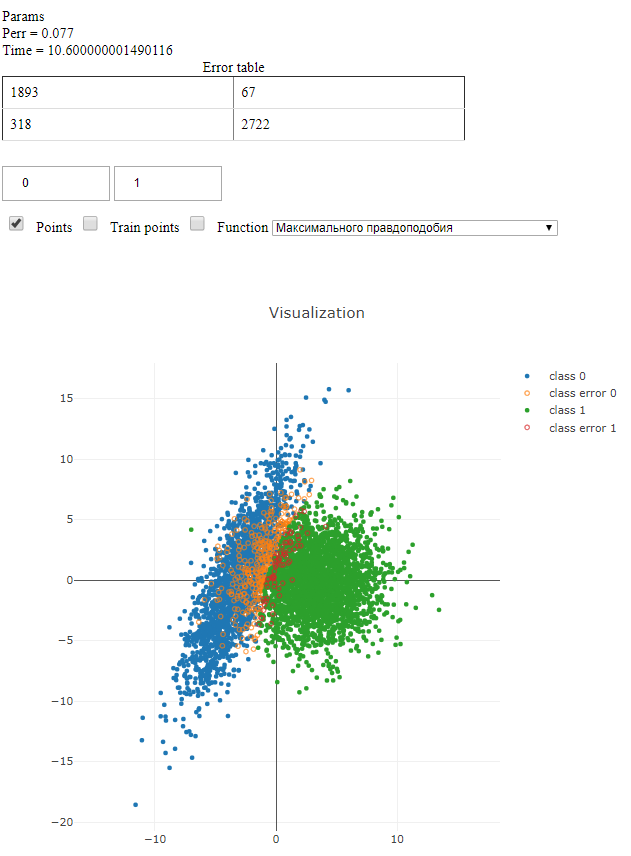 Params
Perr = 0.077
Time = 10.600000001490116
Error table
1893 67
318 2722
0 1
Points Train points Function Максимального правдоподобия
Visualization
class 0
class error 0
class 1
class error 1
15
10
5
0
−5
−10
−15
−20
−10 0 10